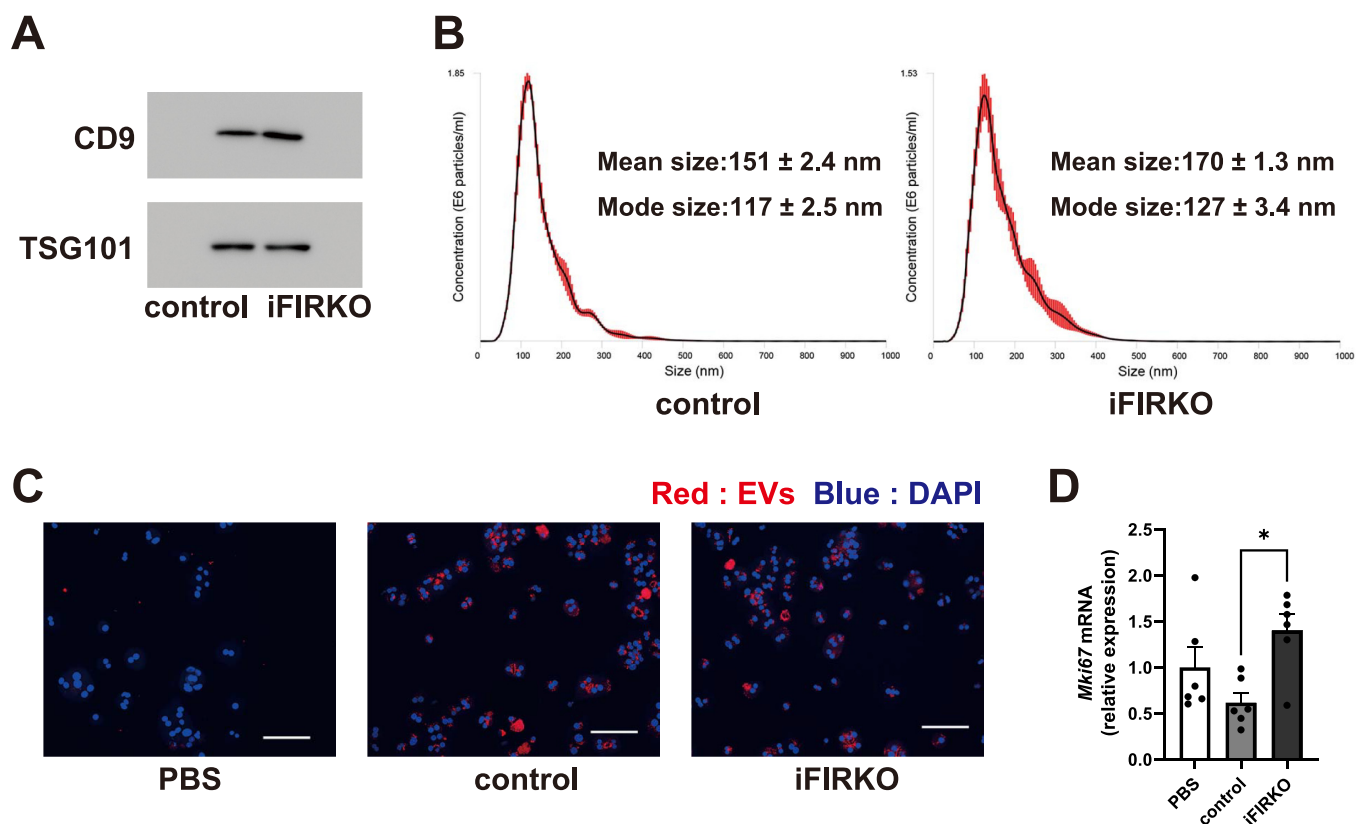 A
CD9
TSG101
control iFIRKO
B
1.85
Concentration (E6 particles/ml)
Mean size:151 ± 2.4 nm
Mode size:117 ± 2.5 nm
0 100 200 300 400 500 600 700 800 900 1000
Size (nm)
control
1.53
Concentration (E6 particles/ml)
Mean size:170 ± 1.3 nm
Mode size:127 ± 3.4 nm
0 100 200 300 400 500 600 700 800 900 1000
Size (nm)
iFIRKO
C
Red : EVs Blue : DAPI
PBS
control
iFIRKO
D
Mki67 mRNA
(relative expression)
2.5
2.0
1.5
1.0
0.5
0.0
*
PBS
control
iFIRKO